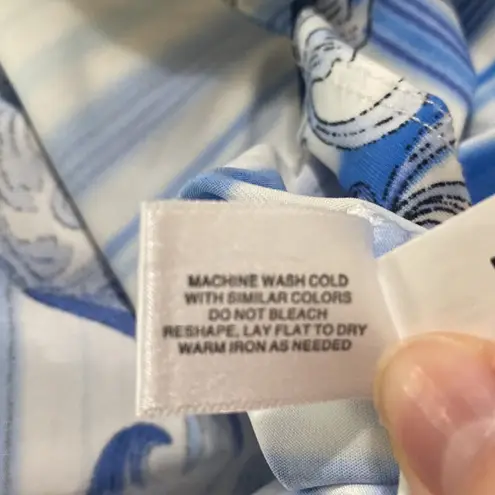 MACHINE WASH COLD
WITH SIMILAR COLORS
DO NOT BLEACH
RESHAPE, LAY FLAT TO DRY
WARM IRON AS NEEDED